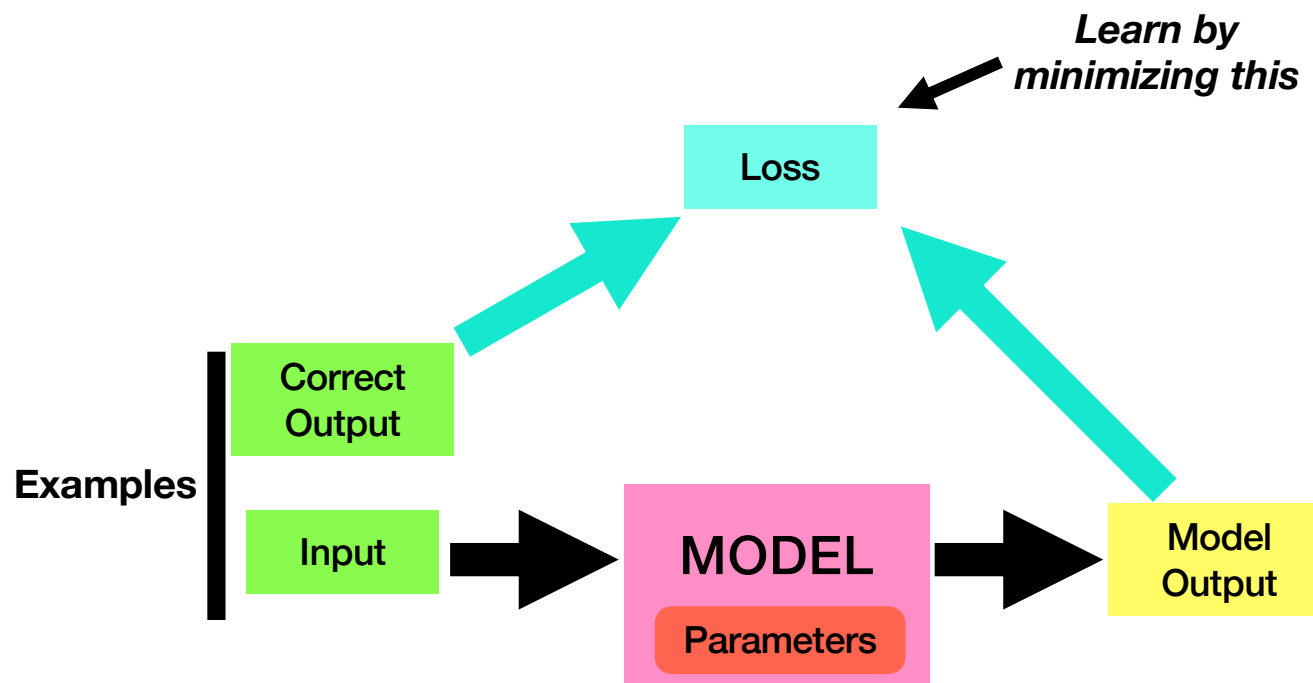 Learn by
minimizing this
Loss
Correct
Output
Examples
Input
MODEL
Parameters
Model
Output